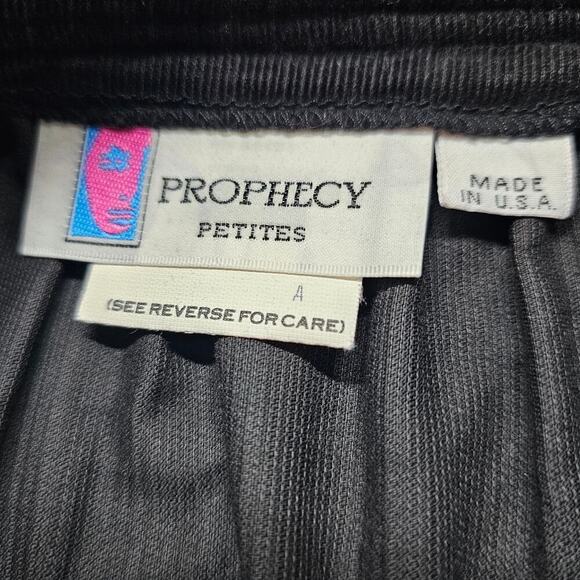 PROPHECY
PETITES
MADE
IN U.S.A.
A
(SEE REVERSE FOR CARE)